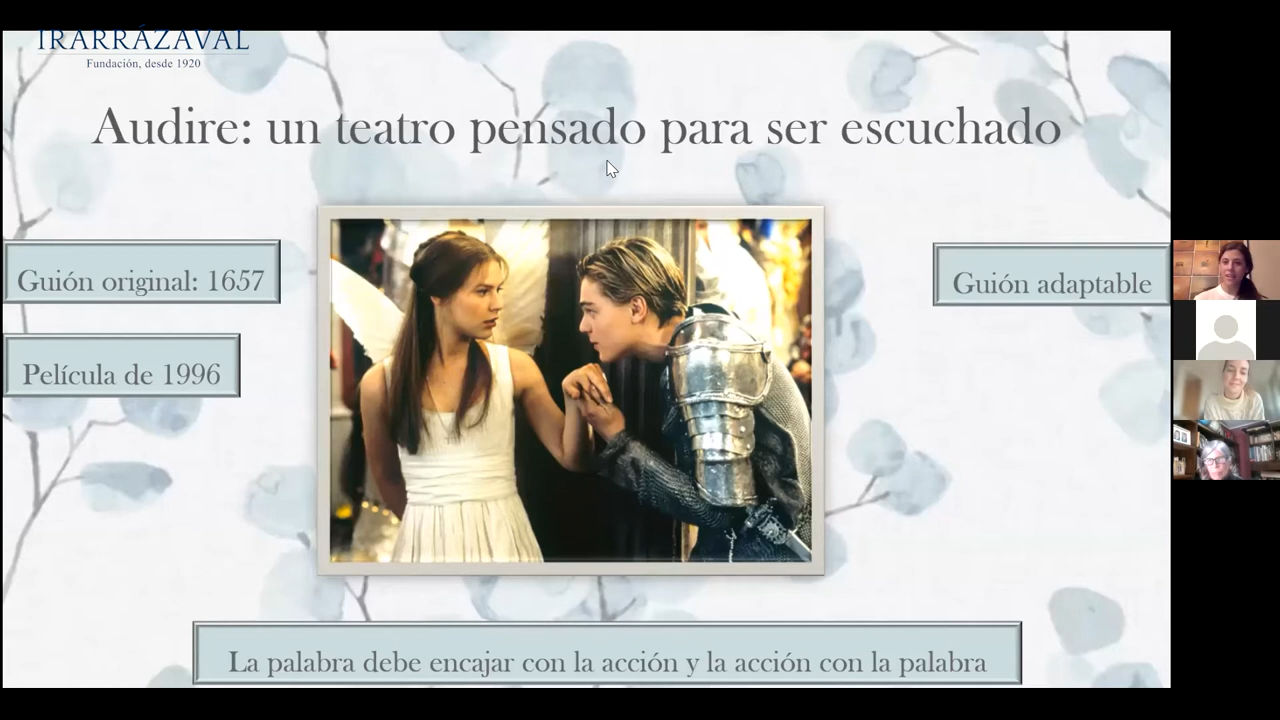 IRARRÁZAVAL
Fundación, desde 1920
Audire: un teatro pensado para ser escuchado
Guión original: 1657
Guión adaptable
Película de 1996
La palabra debe encajar con la acción y la acción con la palabra